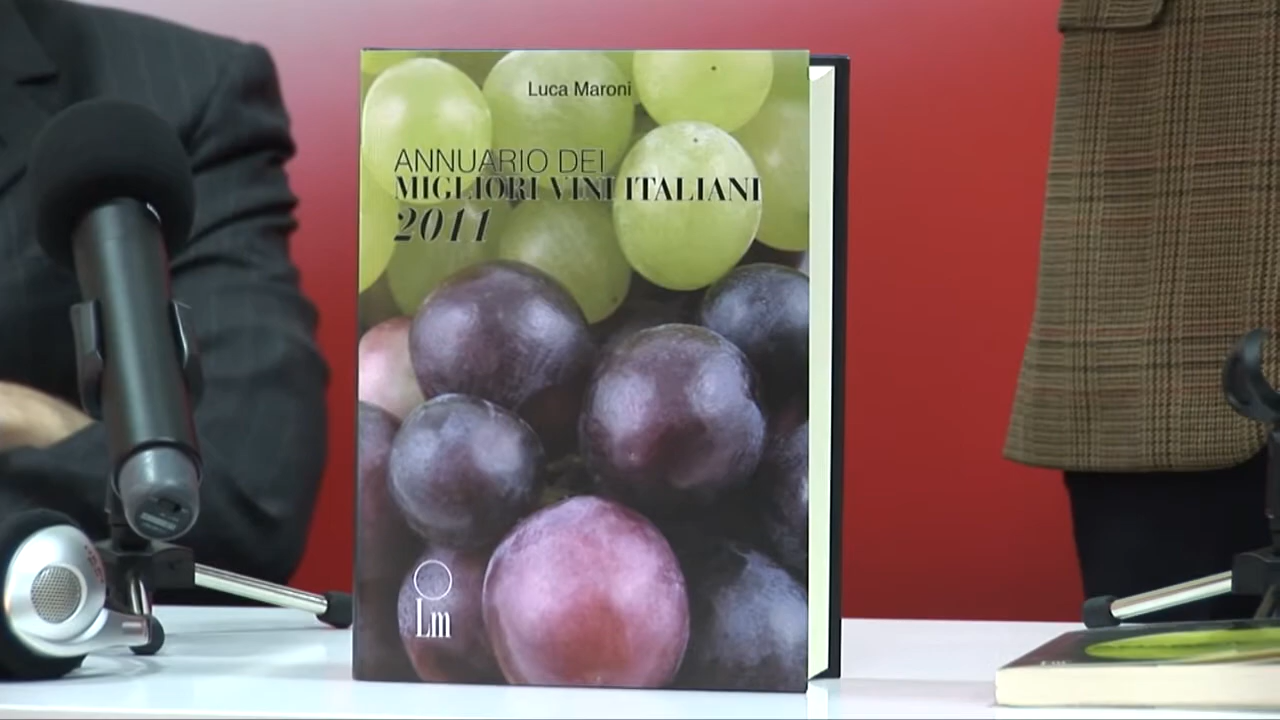 Luca Maroni
ANNUARIO DEI
MIGLIORI VINI ITALIANI
2011
Lm